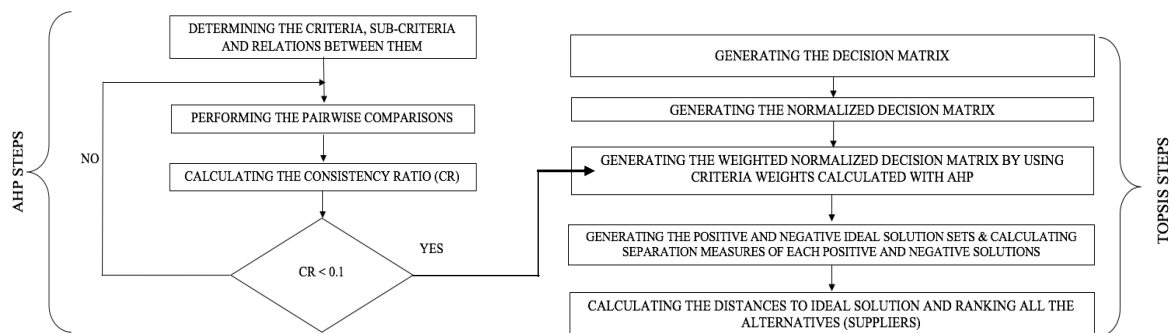 AHP STEPS
DETERMINING THE CRITERIA, SUB-CRITERIA
AND RELATIONS BETWEEN THEM
PERFORMING THE PAIRWISE COMPARISONS
NO
CALCULATING THE CONSISTENCY RATIO (CR)
YES
CR < 0.1
GENERATING THE DECISION MATRIX
GENERATING THE NORMALIZED DECISION MATRIX
GENERATING THE WEIGHTED NORMALIZED DECISION MATRIX BY USING
CRITERIA WEIGHTS CALCULATED WITH AHP
GENERATING THE POSITIVE AND NEGATIVE IDEAL SOLUTION SETS & CALCULATING
SEPARATION MEASURES OF EACH POSITIVE AND NEGATIVE SOLUTIONS
CALCULATING THE DISTANCES TO IDEAL SOLUTION AND RANKING ALL THE
ALTERNATIVES (SUPPLIERS)
TOPSIS STEPS